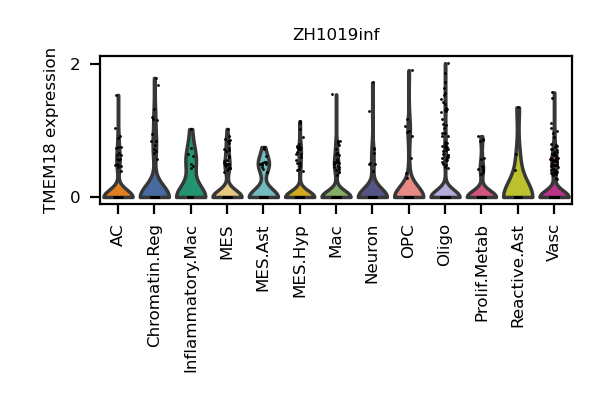 ZH1019inf
TMEM18 expression
2
0
AC
Chromatin.Reg
Inflammatory.Mac
MES
MES.Ast
MES.Hyp
Mac
Neuron
OPC
Oligo
Prolif.Metab
Reactive.Ast
Vasc